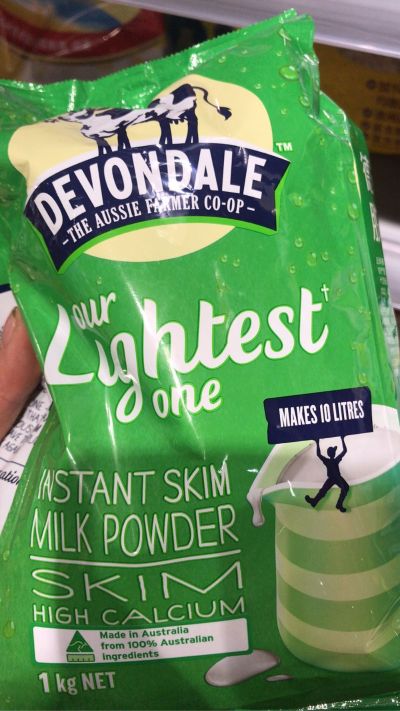 DEVONDALE™
-THE AUSSIE FARMER CO-OP-
Our
Lightest†
one
MAKES 10 LITRES
INSTANT SKIM
MILK POWDER
SKIM
HIGH CALCIUM
Made in Australia
from 100% Australian
ingredients
1 kg NET